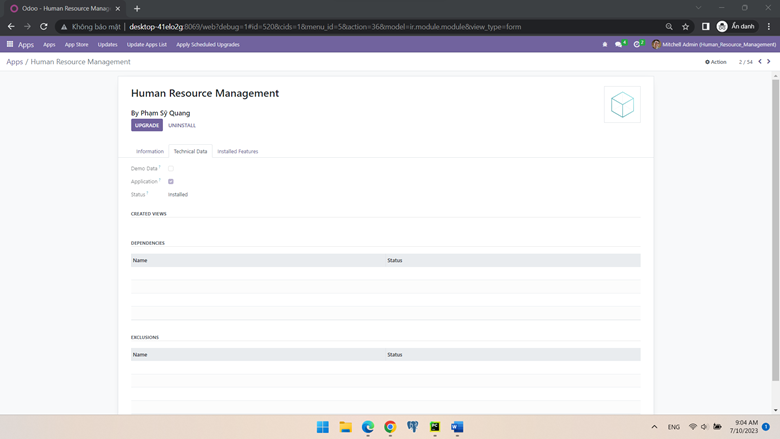 Odoo - Human Resource Manag
Không bảo mật | desktop-41elo2g:8069/web?debug=1#id=520&cids=1&menu_id=5&action=36&model=ir.module.module&view_type=form
Ẩn danh
Apps Apps App Store Updates Update Apps List Apply Scheduled Upgrades
Mitchell Admin (Human_Resource_Management)
Apps / Human Resource Management
Action 2 / 54
Human Resource Management
By Phạm Sỹ Quang
UPGRADE UNINSTALL
Information Technical Data Installed Features
Demo Data ?
Application ?
Status ? Installed
CREATED VIEWS
DEPENDENCIES
Name Status
EXCLUSIONS
Name Status
ENG
9:04 AM
7/10/2023